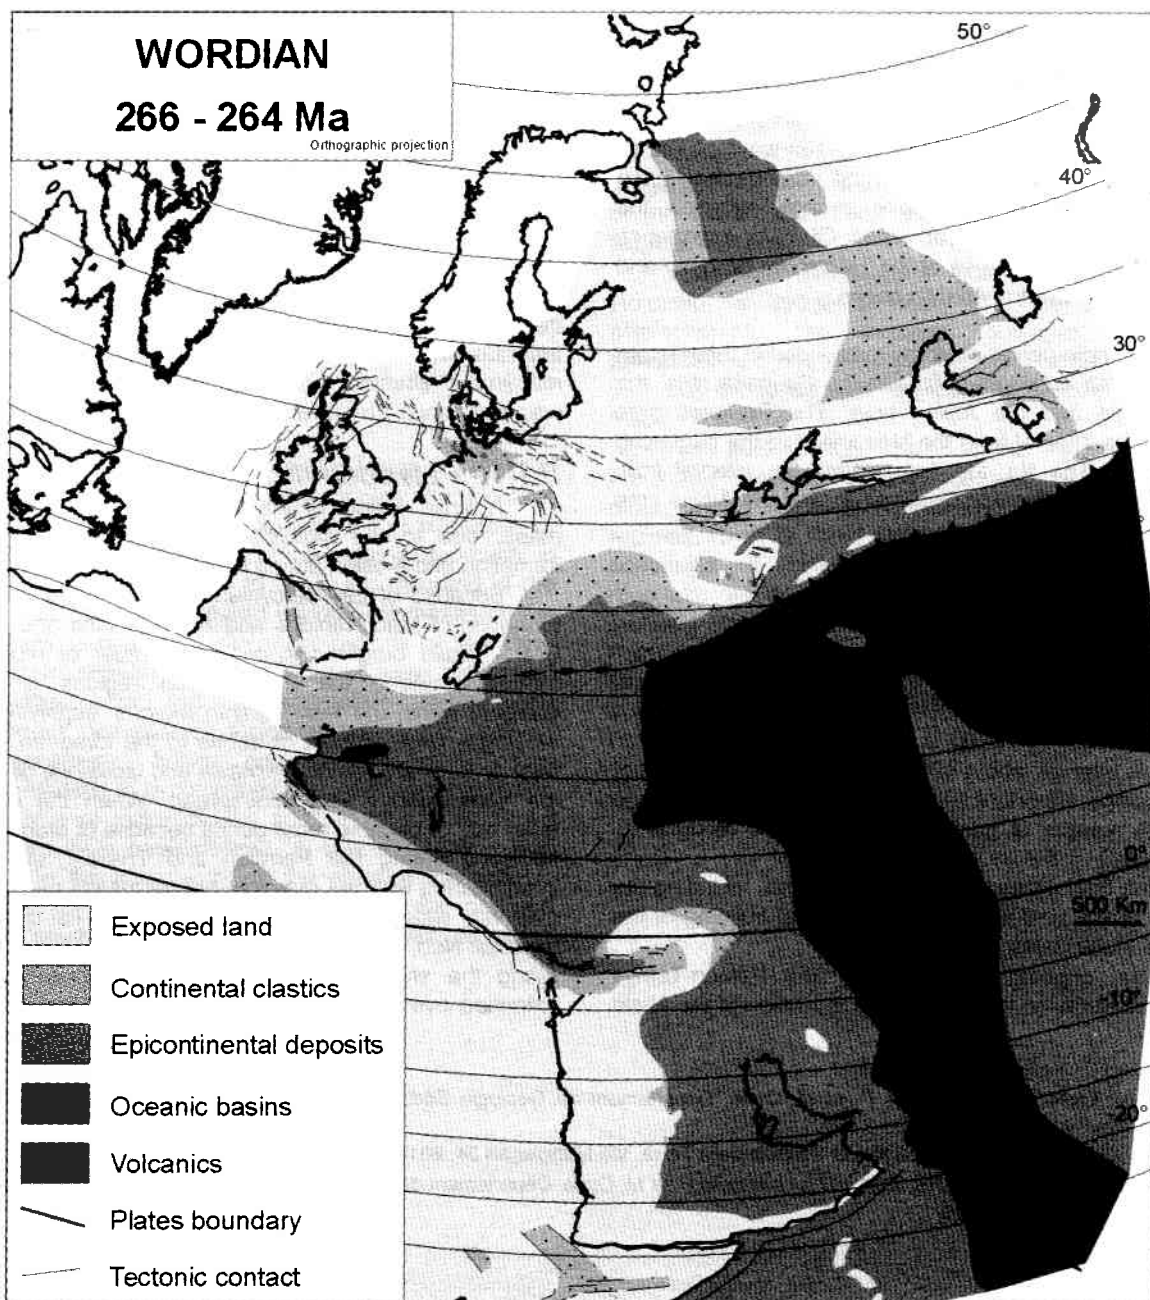 WORDIAN
266 - 264 Ma
Orthographic projection
50°
40°
30°
0°
500 Km
-10°
-20°
Exposed land
Continental clastics
Epicontinental deposits
Oceanic basins
Volcanics
Plates boundary
Tectonic contact